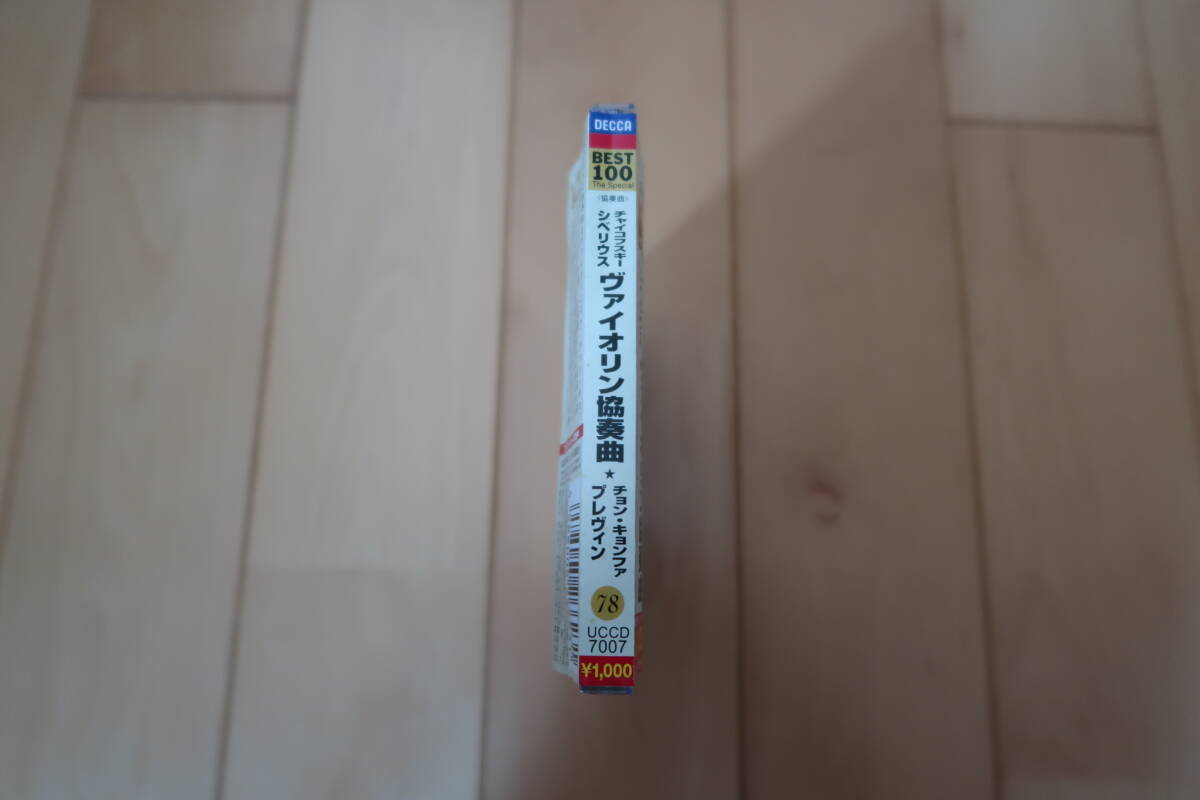 DECCA
BEST
100
The Special
〈協奏曲〉
チャイコフスキー
シベリウス
ヴァイオリン協奏曲
★
チョン・キョンファ
プレヴィン
78
UCCD
7007
¥1,000